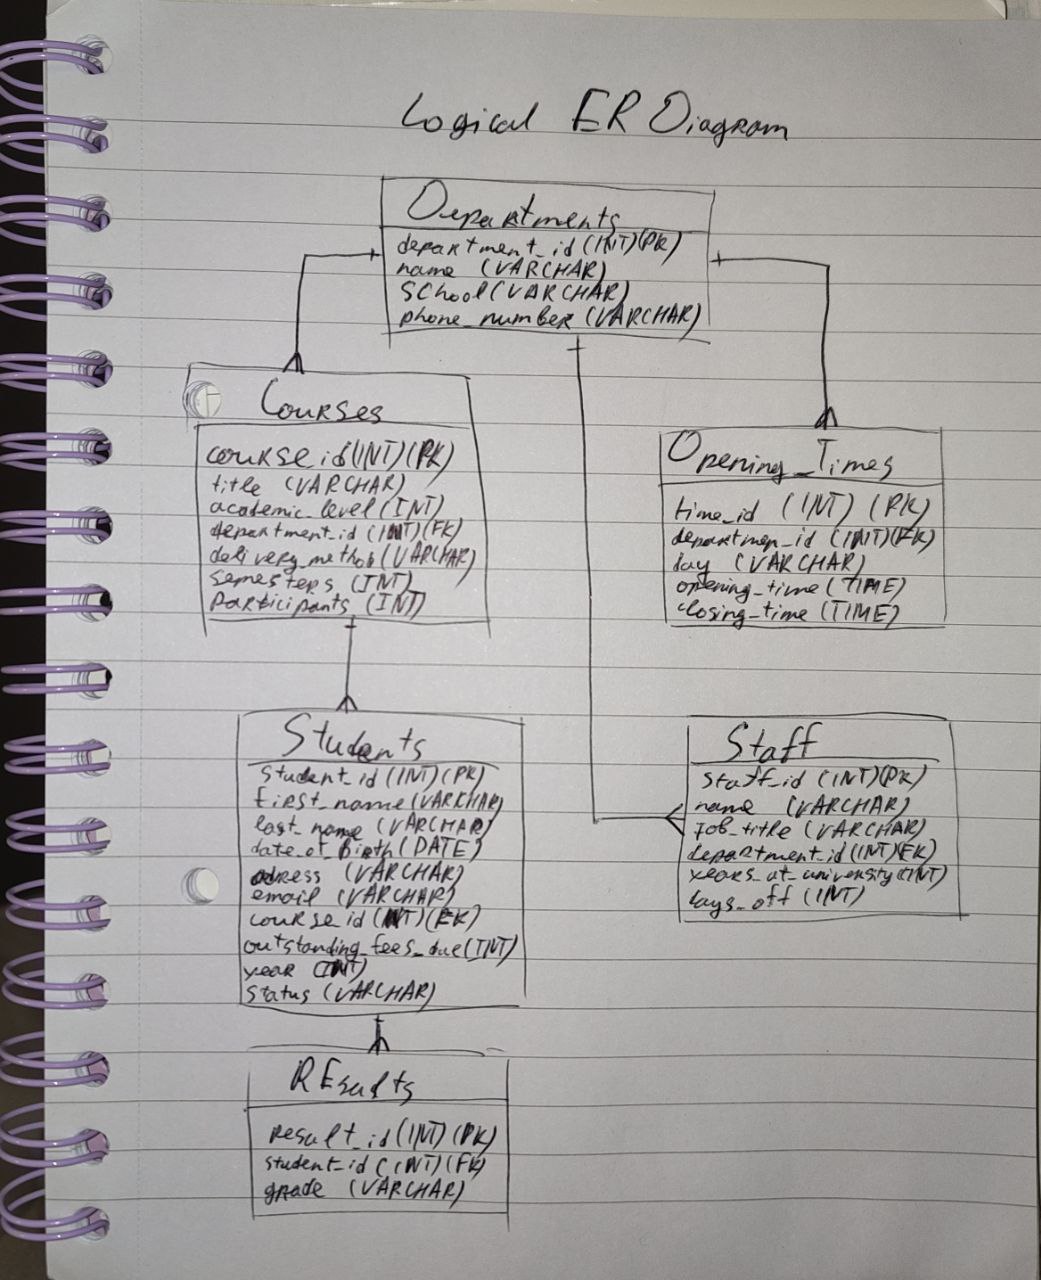 Logical ER Diagram
Departments
department_id (INT)(PK)
name (VARCHAR)
School (VARCHAR)
phone_number (VARCHAR)
Courses
course_id (INT)(PK)
title (VARCHAR)
academic_level (INT)
department_id (INT)(FK)
delivery_method (VARCHAR)
semesters (INT)
participants (INT)
Opening_Times
time_id (INT) (PK)
departmen_id (INT)(FK)
day (VARCHAR)
opening_time (TIME)
closing_time (TIME)
Students
Student_id (INT)(PK)
first_name (VARCHAR)
last_name (VARCHAR)
date_of_Birth (DATE)
adress (VARCHAR)
email (VARCHAR)
course_id (INT)(FK)
outstanding_fees_due (INT)
year (INT)
Status (VARCHAR)
Staff
Staff_id (INT)(PK)
name (VARCHAR)
Job_title (VARCHAR)
department_id (INT)(FK)
years_at_university (INT)
days_off (INT)
REsults
result_id (INT)(PK)
student_id (INT)(FK)
grade (VARCHAR)